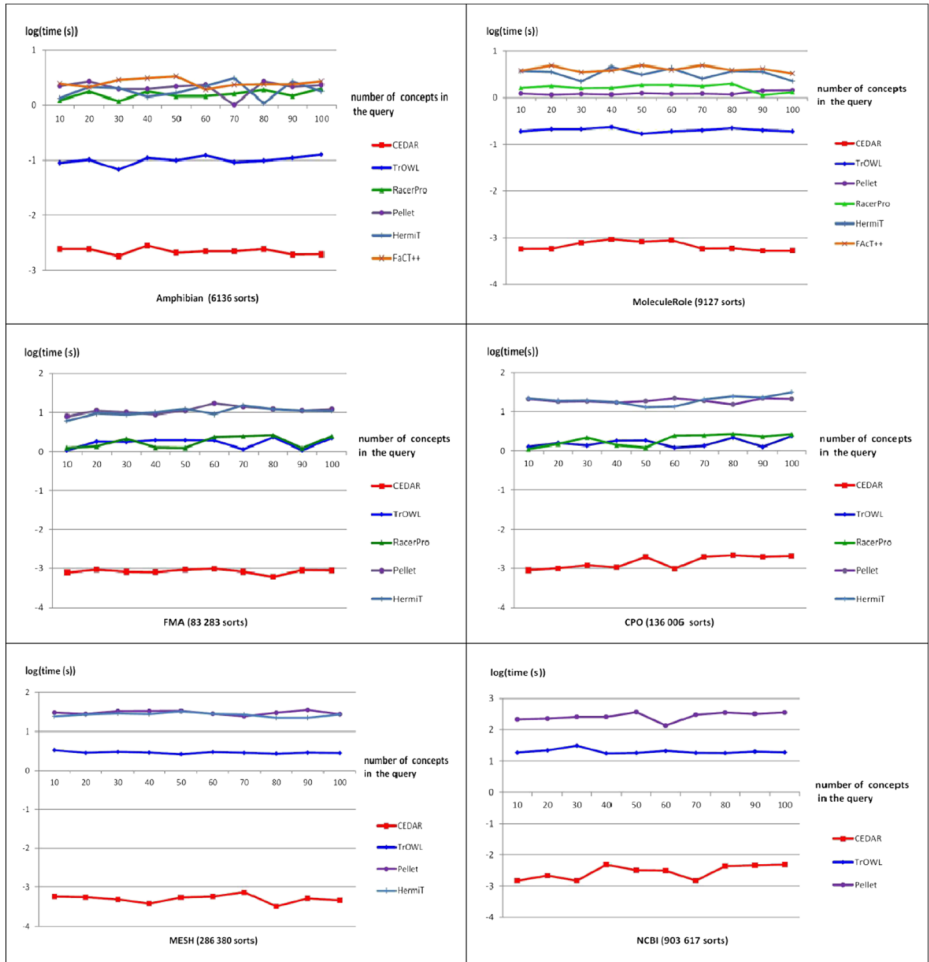 log(time (s))
1
0
-1
-2
-3
10 20 30 40 50 60 70 80 90 100
number of concepts
in the query
CEDAR
TrOWL
RacerPro
Pellet
HermiT
FaCT++
Amphibian (6136 sorts)
log(time (s))
1
0
-1
-2
-3
-4
10 20 30 40 50 60 70 80 90 100
number of concepts
in the query
CEDAR
TrOWL
Pellet
RacerPro
HermiT
FAcT++
MoleculeRole (9127 sorts)
log(time (s))
2
1
0
-1
-2
-3
-4
10 20 30 40 50 60 70 80 90 100
number of concepts
in the query
CEDAR
TrOWL
RacerPro
Pellet
HermiT
FMA (83 283 sorts)
log(time(s))
2
1
0
-1
-2
-3
-4
10 20 30 40 50 60 70 80 90 100
number of concepts
in the query
CEDAR
TrOWL
RacerPro
Pellet
HermiT
CPO (136 006 sorts)
log(time (s))
2
1
0
-1
-2
-3
-4
10 20 30 40 50 60 70 80 90 100
number of concepts
in the query
CEDAR
TrOWL
Pellet
HermiT
MESH (286 380 sorts)
log(time (s))
3
2
1
0
-1
-2
-3
-4
10 20 30 40 50 60 70 80 90 100
number of concepts
in the query
CEDAR
TrOWL
Pellet
NCBI (903 617 sorts)